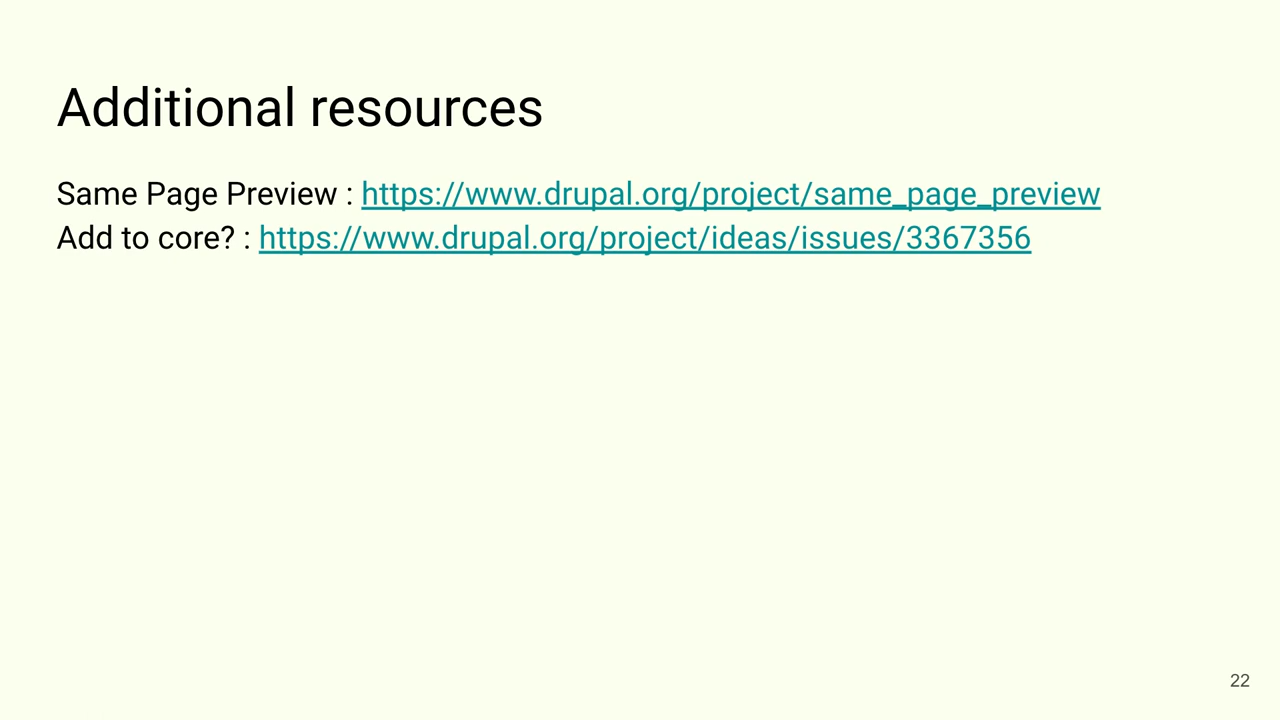 Additional resources
Same Page Preview : https://www.drupal.org/project/same_page_preview
Add to core? : https://www.drupal.org/project/ideas/issues/3367356
22